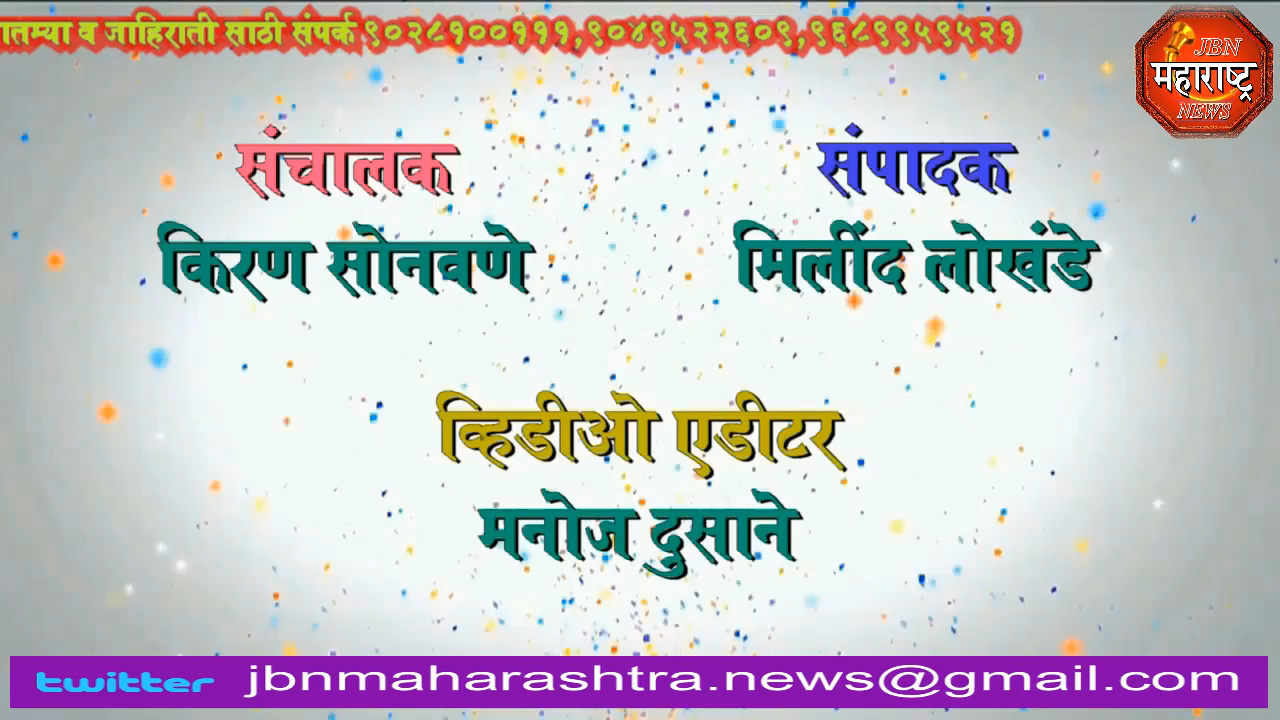 ातम्या व जाहिराती साठी संपर्क ९०२८१००१११,९०४९५२२६०९,९६८९९५९५२१
JBN
महाराष्ट्र
NEWS
संचालक
संपादक
किरण सोनवणे
मिलींद लोखंडे
व्हिडीओ एडीटर
मनोज दुसाने
twitter jbnmaharashtra.news@gmail.com